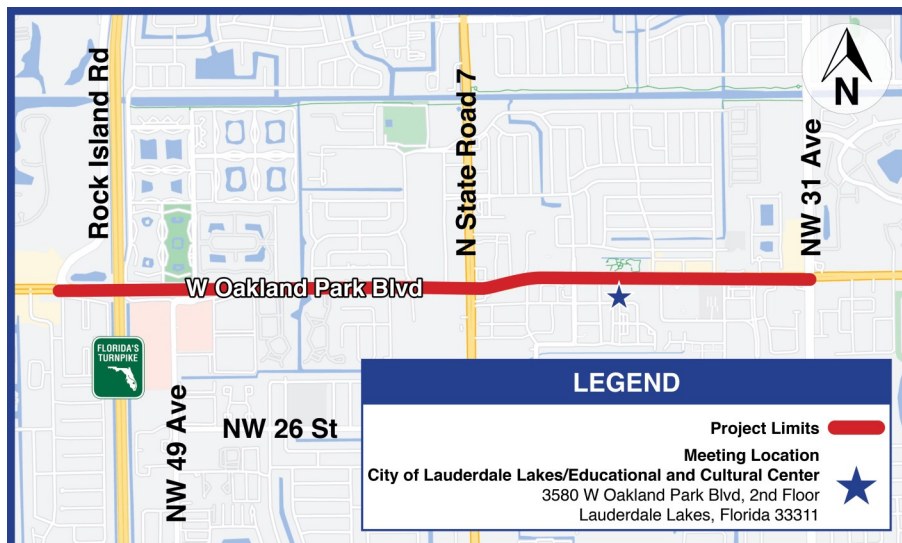 Rock Island Rd
N State Road 7
N
NW 31 Ave
W Oakland Park Blvd
FLORIDA'S
TURNPIKE
NW 49 Ave
NW 26 St
LEGEND
Project Limits
Meeting Location
City of Lauderdale Lakes/Educational and Cultural Center
3580 W Oakland Park Blvd, 2nd Floor
Lauderdale Lakes, Florida 33311